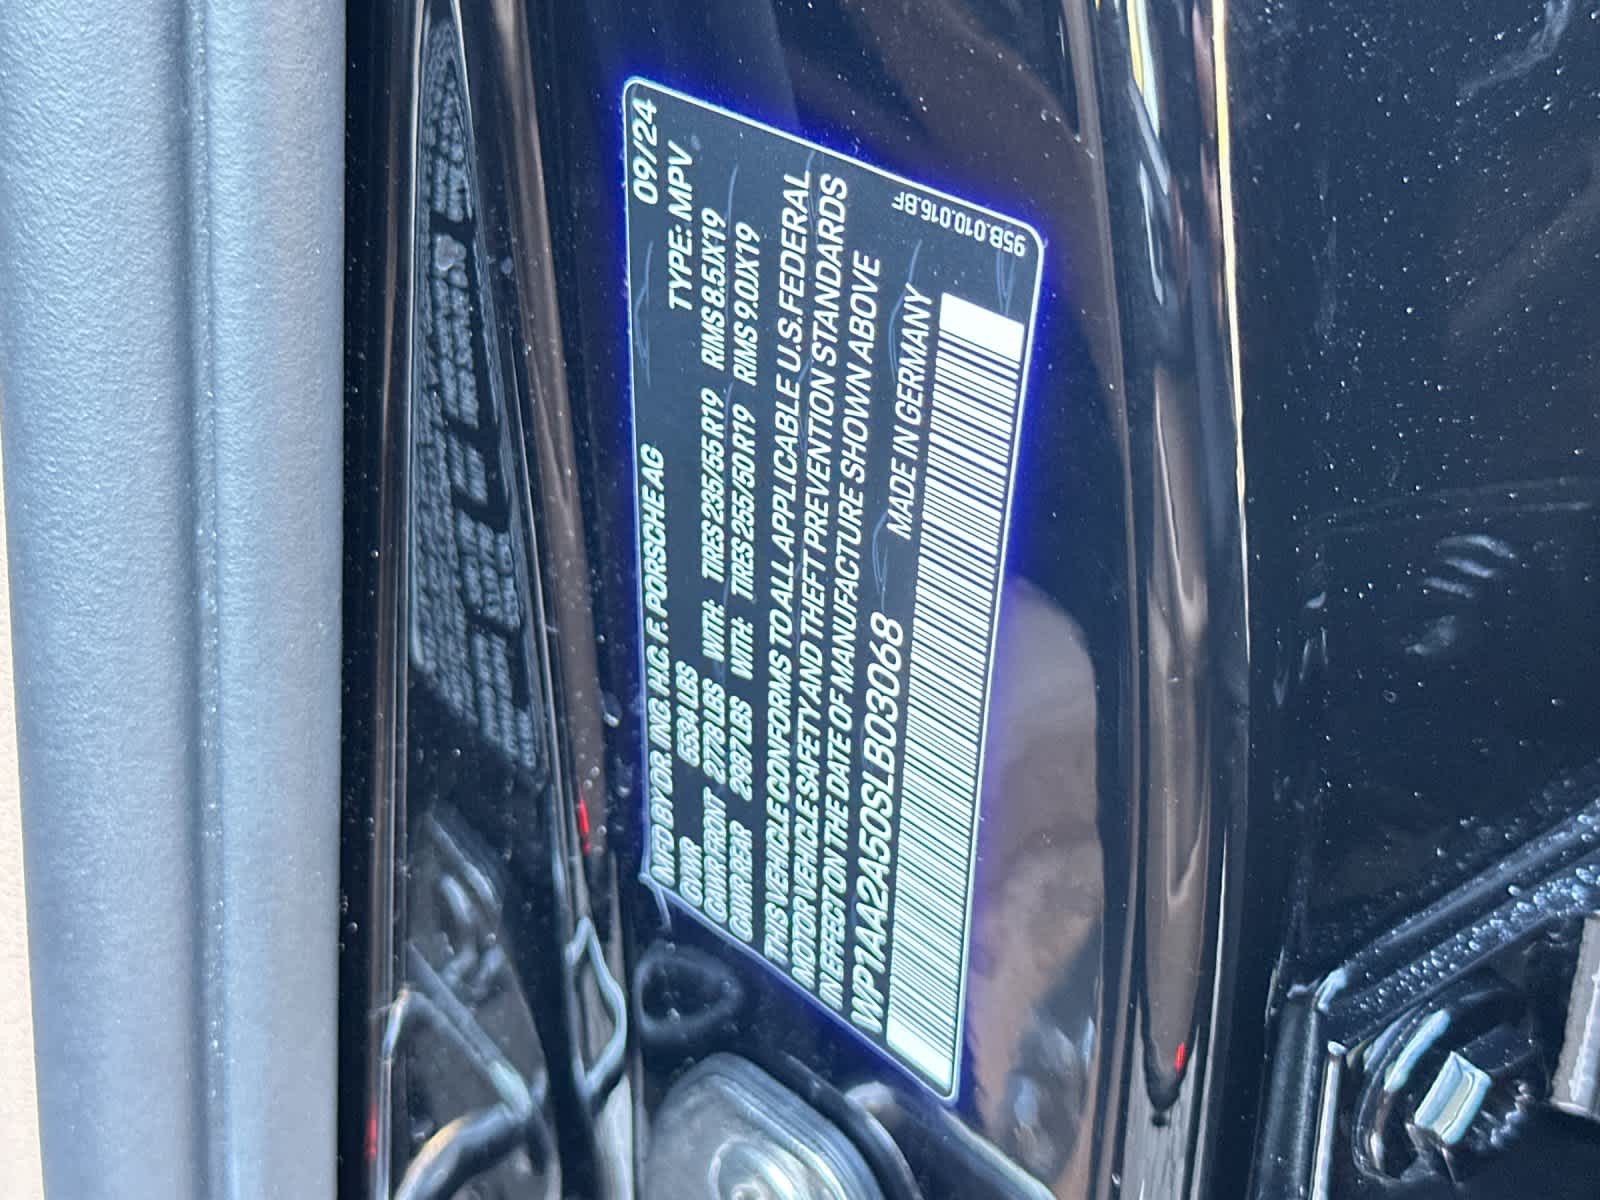 09/24
MFD BY DR. ING. H.C. F. PORSCHE AG
TYPE: MPV
GVWR 5534 LBS
GAWR FRONT 2778 LBS WITH: TIRES 235/55 R19 RIMS 8.5JX19
GAWR RER 2987 LBS WITH: TIRES 255/50 R19 RIMS 9.0JX19
THIS VEHICLE CONFORMS TO ALL APPLICABLE U.S. FEDERAL
MOTOR VEHICLE SAFETY AND THEFT PREVENTION STANDARDS
IN EFFECT ON THE DATE OF MANUFACTURE SHOWN ABOVE
WP1AA2A50SLB03068 MADE IN GERMANY
95B.010.016.BF